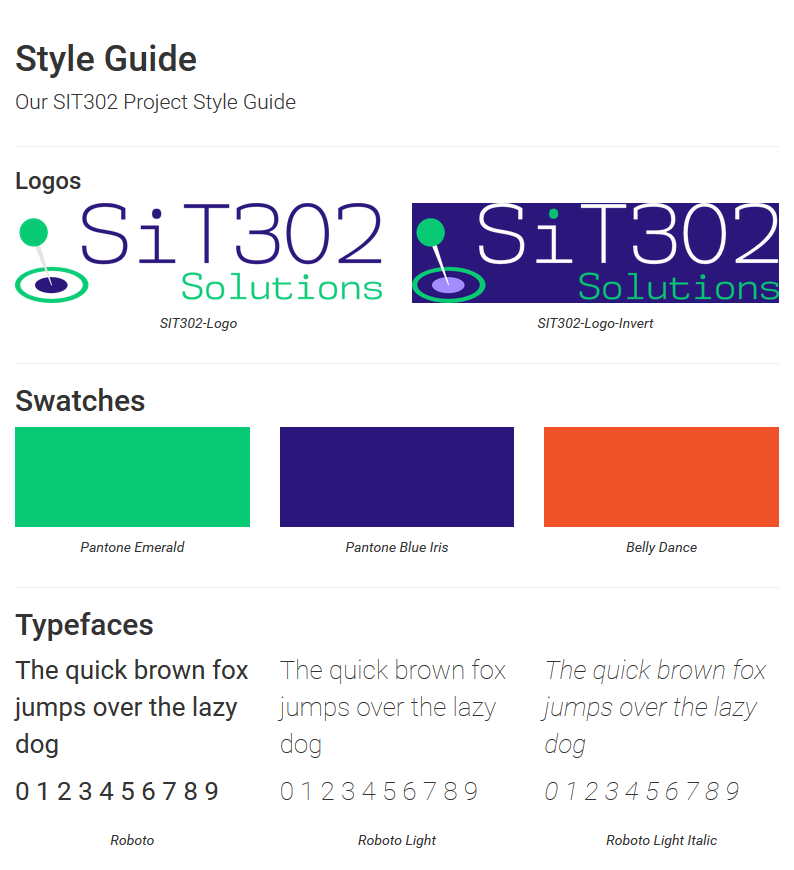 Style Guide
Our SIT302 Project Style Guide
Logos
SiT302
Solutions
SiT302
Solutions
SIT302-Logo
SIT302-Logo-Invert
Swatches
Pantone Emerald
Pantone Blue Iris
Belly Dance
Typefaces
The quick brown fox
jumps over the lazy
dog
0 1 2 3 4 5 6 7 8 9
Roboto
The quick brown fox
jumps over the lazy
dog
0 1 2 3 4 5 6 7 8 9
Roboto Light
The quick brown fox
jumps over the lazy
dog
0 1 2 3 4 5 6 7 8 9
Roboto Light Italic